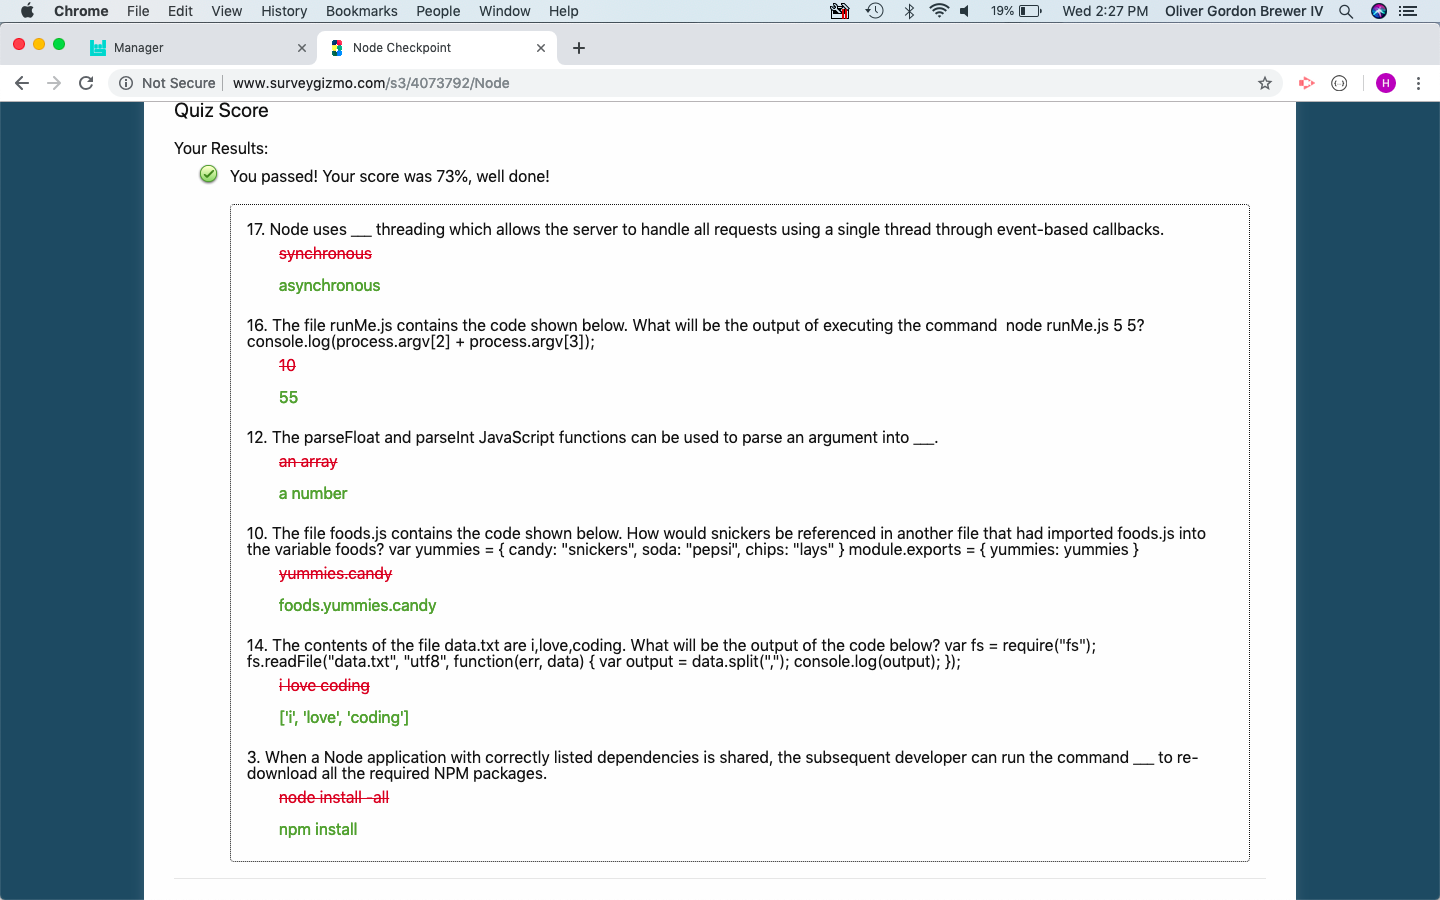 Chrome File Edit View History Bookmarks People Window Help 19% Wed 2:27 PM Oliver Gordon Brewer IV
Manager Node Checkpoint
Not Secure www.surveygizmo.com/s3/4073792/Node H
Quiz Score
Your Results:
You passed! Your score was 73%, well done!
17. Node uses ___ threading which allows the server to handle all requests using a single thread through event-based callbacks.
synchronous
asynchronous
16. The file runMe.js contains the code shown below. What will be the output of executing the command  node runMe.js 5 5?
console.log(process.argv[2] + process.argv[3]);
10
55
12. The parseFloat and parseInt JavaScript functions can be used to parse an argument into ___.
an array
a number
10. The file foods.js contains the code shown below. How would snickers be referenced in another file that had imported foods.js into
the variable foods? var yummies = { candy: "snickers", soda: "pepsi", chips: "lays" } module.exports = { yummies: yummies }
yummies.candy
foods.yummies.candy
14. The contents of the file data.txt are i,love,coding. What will be the output of the code below? var fs = require("fs");
fs.readFile("data.txt", "utf8", function(err, data) { var output = data.split(","); console.log(output); });
i love coding
['i', 'love', 'coding']
3. When a Node application with correctly listed dependencies is shared, the subsequent developer can run the command ___ to re-
download all the required NPM packages.
node install -all
npm install